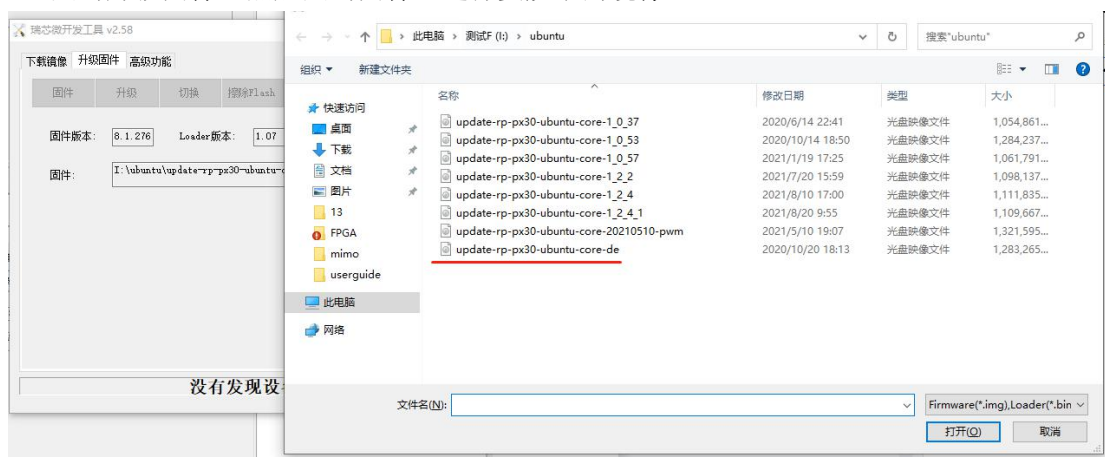 瑞芯微开发工具 v2.58
下载镜像 升级固件 高级功能
固件 升级 切换 擦除Flash
固件版本: 8.1.276 Loader版本: 1.07
固件: I:\ubuntu\update-rp-px30-ubuntu-
没有发现设
此电脑 › 测试F (I:) › ubuntu
搜索"ubuntu"
组织 新建文件夹
快速访问
桌面
下载
文档
图片
13
FPGA
mimo
userguide
此电脑
网络
名称 修改日期 类型 大小
update-rp-px30-ubuntu-core-1_0_37 2020/6/14 22:41 光盘映像文件 1,054,861...
update-rp-px30-ubuntu-core-1_0_53 2020/10/14 18:50 光盘映像文件 1,284,237...
update-rp-px30-ubuntu-core-1_0_57 2021/1/19 17:25 光盘映像文件 1,061,791...
update-rp-px30-ubuntu-core-1_2_2 2021/7/20 15:59 光盘映像文件 1,098,137...
update-rp-px30-ubuntu-core-1_2_4 2021/8/10 17:00 光盘映像文件 1,111,835...
update-rp-px30-ubuntu-core-1_2_4_1 2021/8/20 9:55 光盘映像文件 1,109,667...
update-rp-px30-ubuntu-core-20210510-pwm 2021/5/10 19:07 光盘映像文件 1,321,595...
update-rp-px30-ubuntu-core-de 2020/10/20 18:13 光盘映像文件 1,283,265...
文件名(N):
Firmware(*.img),Loader(*.bin
打开(O) 取消